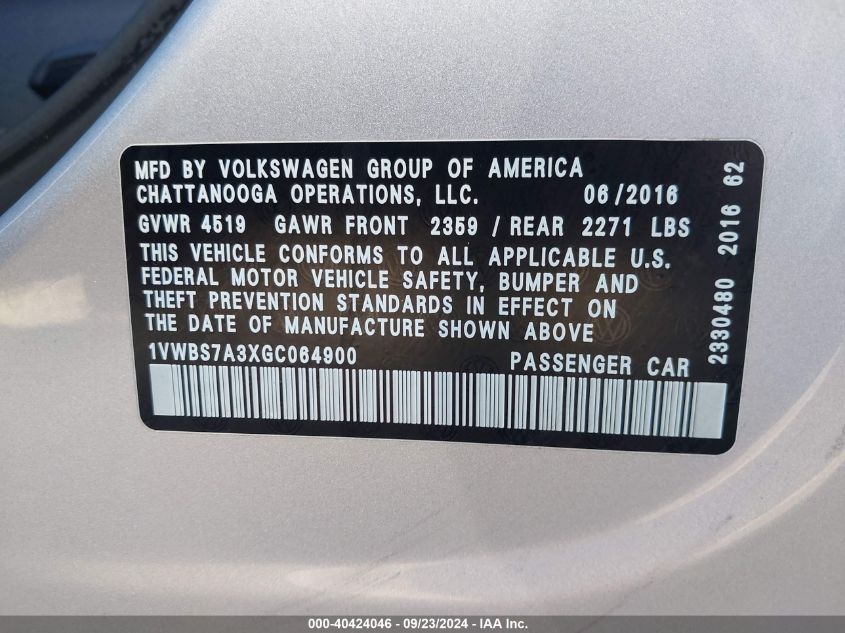 MFD BY VOLKSWAGEN GROUP OF AMERICA
CHATTANOOGA OPERATIONS, LLC. 06/2016
GVWR 4519 GAWR FRONT 2359 / REAR 2271 LBS
THIS VEHICLE CONFORMS TO ALL APPLICABLE U.S.
FEDERAL MOTOR VEHICLE SAFETY, BUMPER AND
THEFT PREVENTION STANDARDS IN EFFECT ON
THE DATE OF MANUFACTURE SHOWN ABOVE
1VWBS7A3XGC064900 PASSENGER CAR
2330480 2016 62
000-40424046 - 09/23/2024 - IAA Inc.